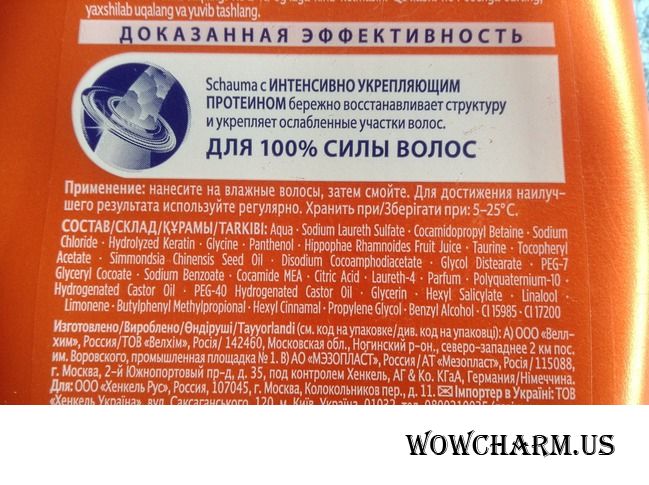 yaxshilab uqalang va yuvib tashlang.
ДОКАЗАННАЯ ЭФФЕКТИВНОСТЬ
Schauma с ИНТЕНСИВНО УКРЕПЛЯЮЩИМ
ПРОТЕИНОМ бережно восстанавливает структуру
и укрепляет ослабленные участки волос.
ДЛЯ 100% СИЛЫ ВОЛОС
Применение: нанесите на влажные волосы, затем смойте. Для достижения наилуч-
шего результата используйте регулярно. Хранить при/Зберігати при: 5–25°С.
СОСТАВ/СКЛАД/ҚҰРАМЫ/TARKIBI: Aqua · Sodium Laureth Sulfate · Cocamidopropyl Betaine · Sodium
Chloride · Hydrolyzed Keratin · Glycine · Panthenol · Hippophae Rhamnoides Fruit Juice · Taurine · Tocopheryl
Acetate · Simmondsia Chinensis Seed Oil · Disodium Cocoamphodiacetate · Glycol Distearate · PEG-7
Glyceryl Cocoate · Sodium Benzoate · Cocamide MEA · Citric Acid · Laureth-4 · Parfum · Polyquaternium-10 ·
Hydrogenated Castor Oil · PEG-40 Hydrogenated Castor Oil · Glycerin · Hexyl Salicylate · Linalool ·
Limonene · Butylphenyl Methylpropional · Hexyl Cinnamal · Propylene Glycol · Benzyl Alcohol · CI 15985 · CI 17200
Изготовлено/Вироблено/Өндіруші/Tayyorlandi (см. код на упаковке/див. код на упаковці): А) ООО «Велл-
хим», Россия/ТОВ «Велхім», Росія/ 142460, Московская обл., Ногинский р-он., северо-западнее 2 км пос.
им. Воровского, промышленная площадка № 1. В) АО «МЭЗОПЛАСТ», Россия/АТ «Мезопласт», Росія/115088,
г. Москва, 2-й Южнопортовый пр-д, д. 35, под контролем Хенкель, АГ & Ко. КГаА, Германия/Німеччина.
Для: ООО «Хенкель Рус», Россия, 107045, г. Москва, Колокольников пер., д. 11. Імпортер в Україні: ТОВ
«Хенкель Україна», вул. Саксаганського, 120, м. Київ, Україна, 01032
WOWCHARM.US